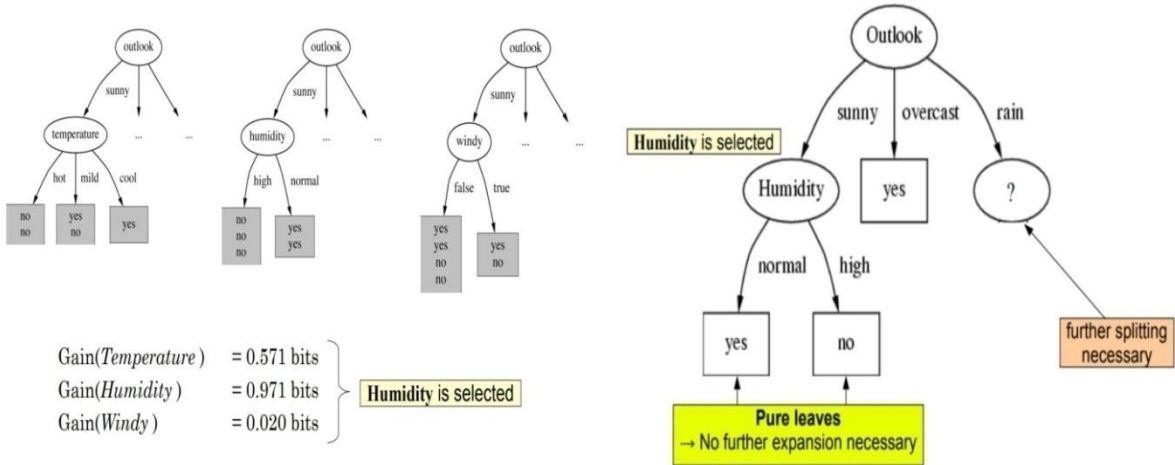 outlook
sunny
temperature
...
...
hot
mild
cool
no
no
yes
no
yes
outlook
sunny
humidity
...
...
high
normal
no
no
no
yes
yes
outlook
sunny
windy
...
...
false
true
yes
yes
no
no
yes
no
Gain(Temperature) = 0.571 bits
Gain(Humidity) = 0.971 bits
Gain(Windy) = 0.020 bits
Humidity is selected
Outlook
sunny
overcast
rain
Humidity is selected
Humidity
yes
?
normal
high
yes
no
further splitting
necessary
Pure leaves
→ No further expansion necessary